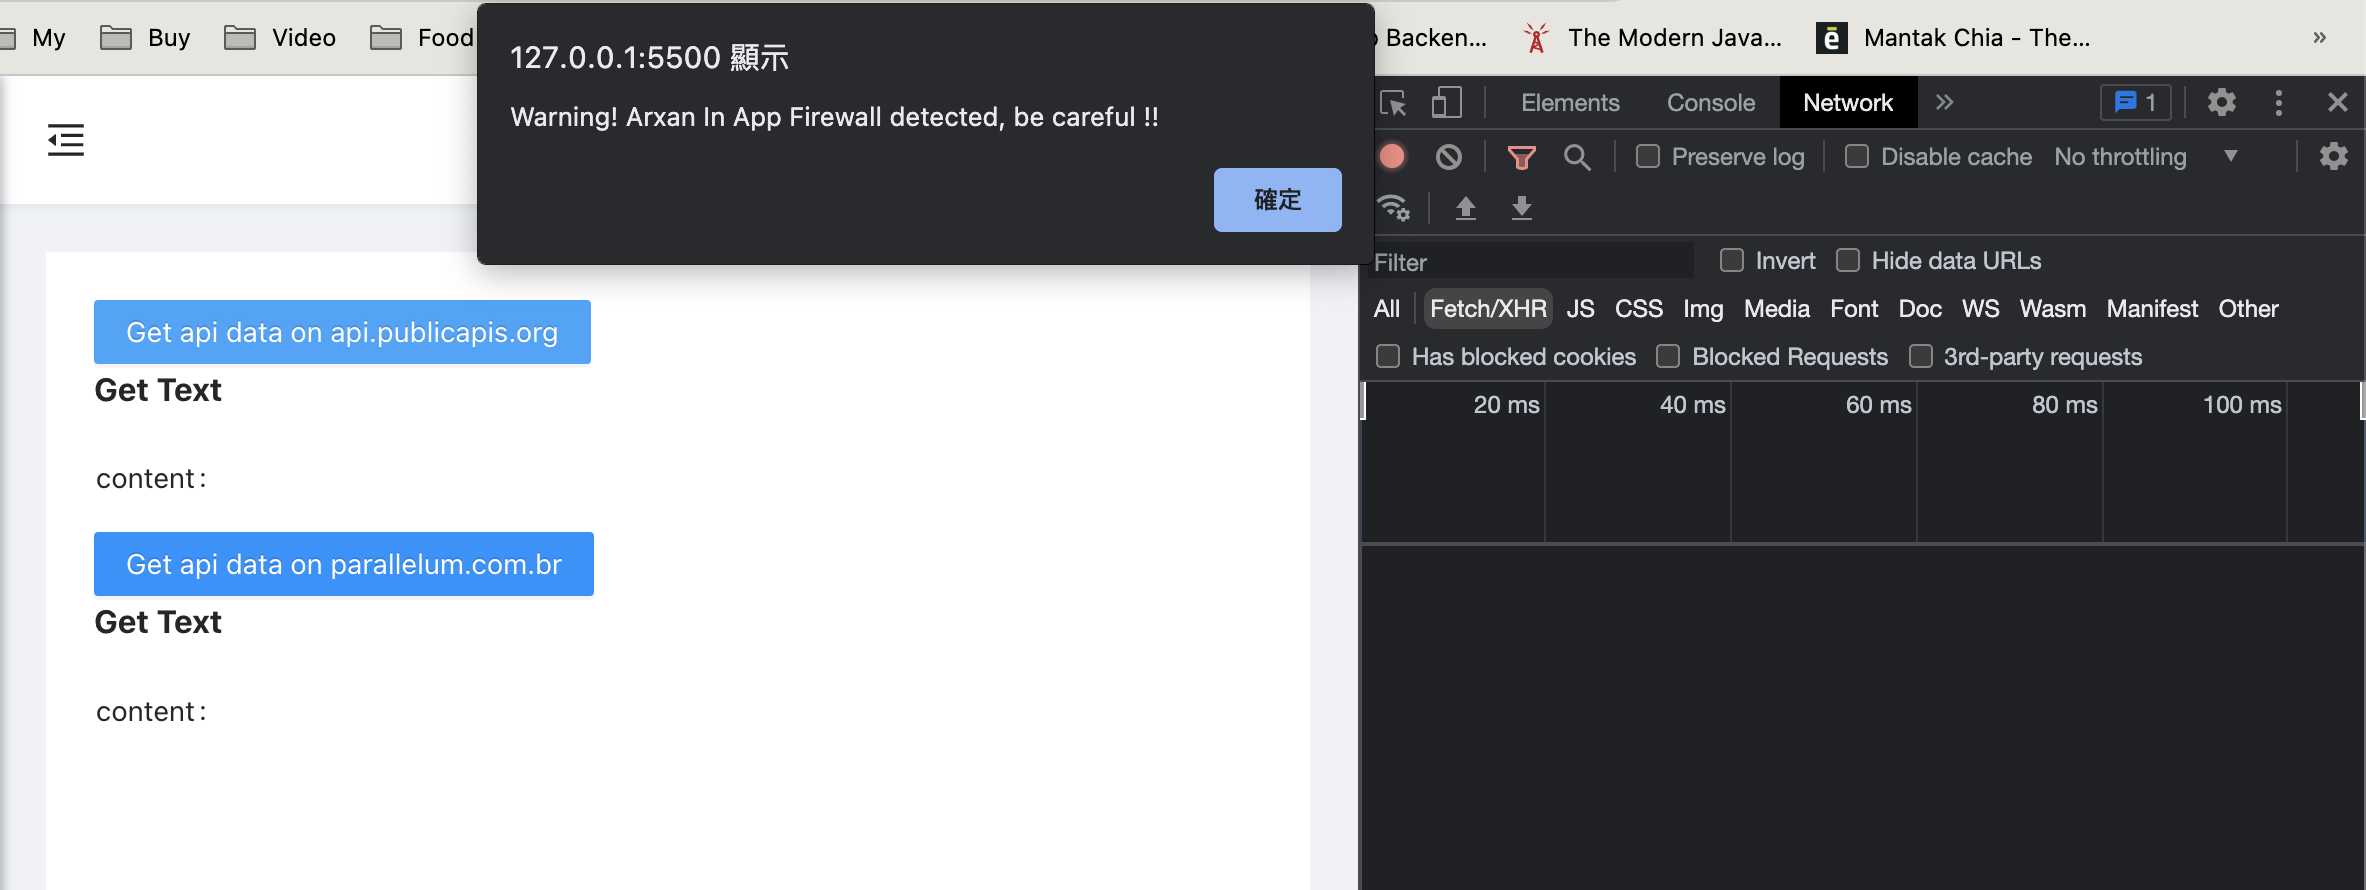 My Buy Video Food
Backen... The Modern Java... Mantak Chia - The... »
127.0.0.1:5500 顯示
Warning! Arxan In App Firewall detected, be careful !!
確定
Get api data on api.publicapis.org
Get Text
content:
Get api data on parallelum.com.br
Get Text
content:
Elements Console Network » 1
Preserve log Disable cache No throttling
Filter Invert Hide data URLs
All Fetch/XHR JS CSS Img Media Font Doc WS Wasm Manifest Other
Has blocked cookies Blocked Requests 3rd-party requests
20 ms 40 ms 60 ms 80 ms 100 ms